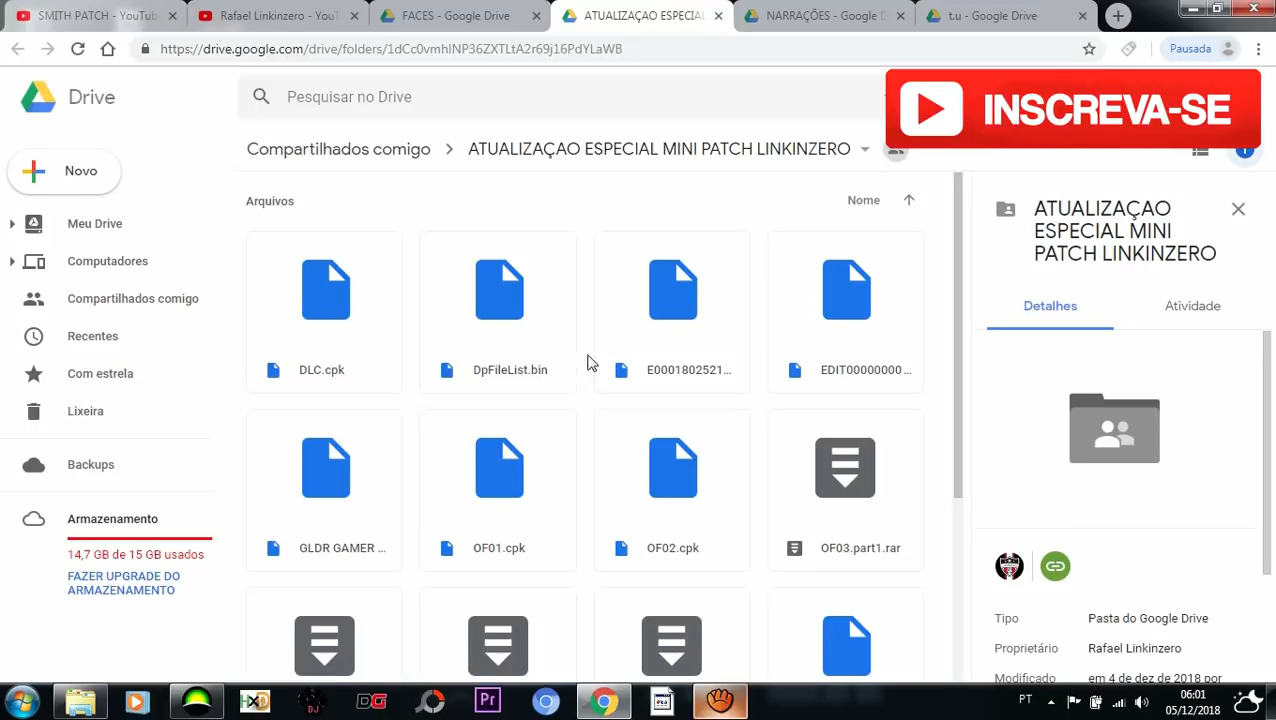 SMITH PATCH - YouTub
Rafael Linkinzero - YouT
FACES - Google Drive
ATUALIZAÇAO ESPECIAL
NARRAÇÕES - Google D
t.u - Google Drive
https://drive.google.com/drive/folders/1dCc0vmhINP36ZXTLtA2r69j16PdYLaWB
Pausada
Drive
Pesquisar no Drive
INSCREVA-SE
Compartilhados comigo
ATUALIZAÇAO ESPECIAL MINI PATCH LINKINZERO
Novo
Meu Drive
Computadores
Compartilhados comigo
Recentes
Com estrela
Lixeira
Backups
Armazenamento
14,7 GB de 15 GB usados
FAZER UPGRADE DO
ARMAZENAMENTO
Arquivos
Nome
DLC.cpk
DpFileList.bin
E0001802521...
EDIT00000000...
GLDR GAMER ...
OF01.cpk
OF02.cpk
OF03.part1.rar
ATUALIZAÇAO
ESPECIAL MINI
PATCH LINKINZERO
Detalhes
Atividade
Tipo
Pasta do Google Drive
Proprietário
Rafael Linkinzero
Modificado
em 4 de dez de 2018 por
HxD
DJ
DG
Pr
PT
06:01
05/12/2018